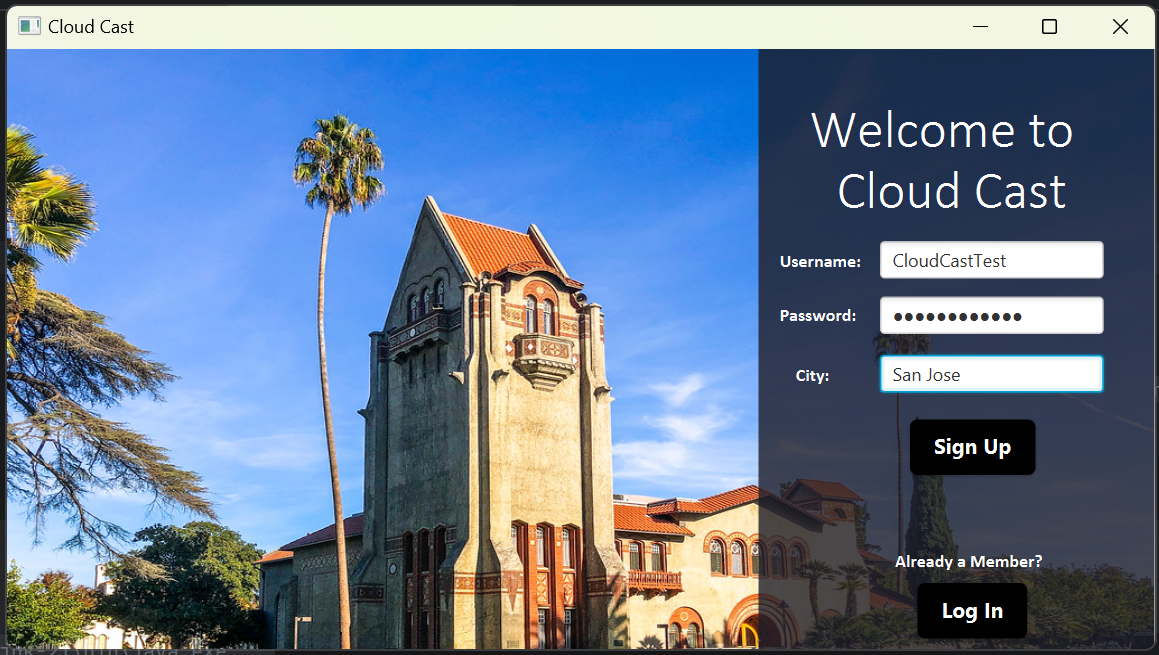 Cloud Cast
Welcome to
Cloud Cast
Username: CloudCastTest
Password: ●●●●●●●●●●●●
City: San Jose
Sign Up
Already a Member?
Log In